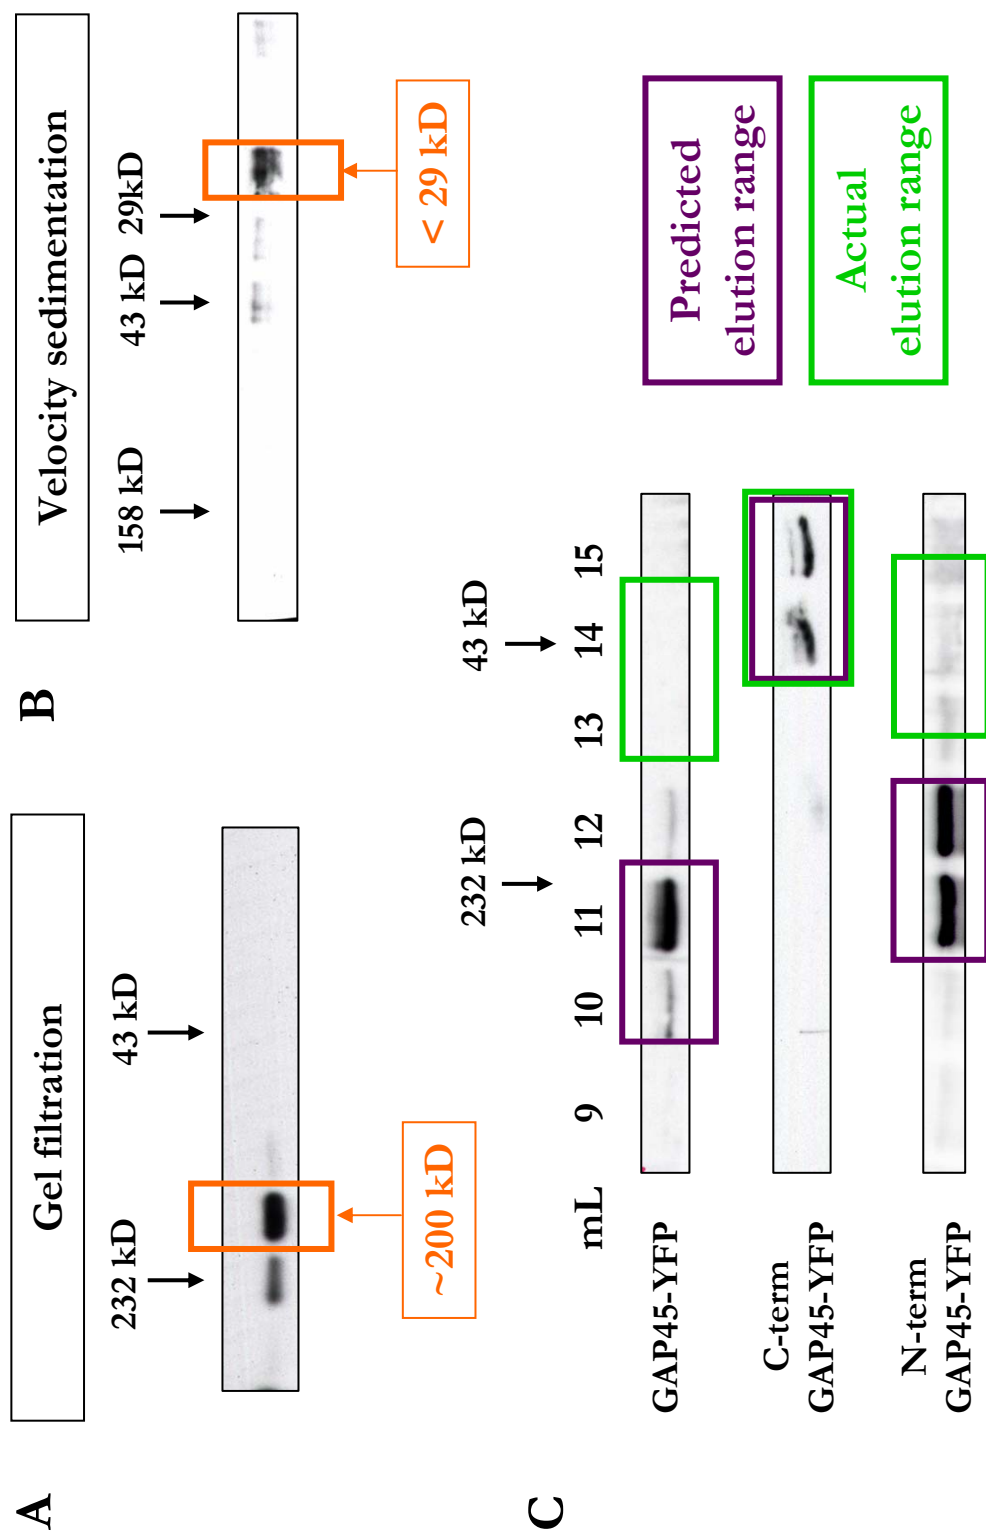 A
Gel filtration
232 kD
43 kD
~200 kD
B
Velocity sedimentation
158 kD
43 kD
29kD
< 29 kD
C
232 kD
43 kD
mL
9
10
11
12
13
14
15
GAP45-YFP
C-term
GAP45-YFP
N-term
GAP45-YFP
Predicted
elution range
Actual
elution range